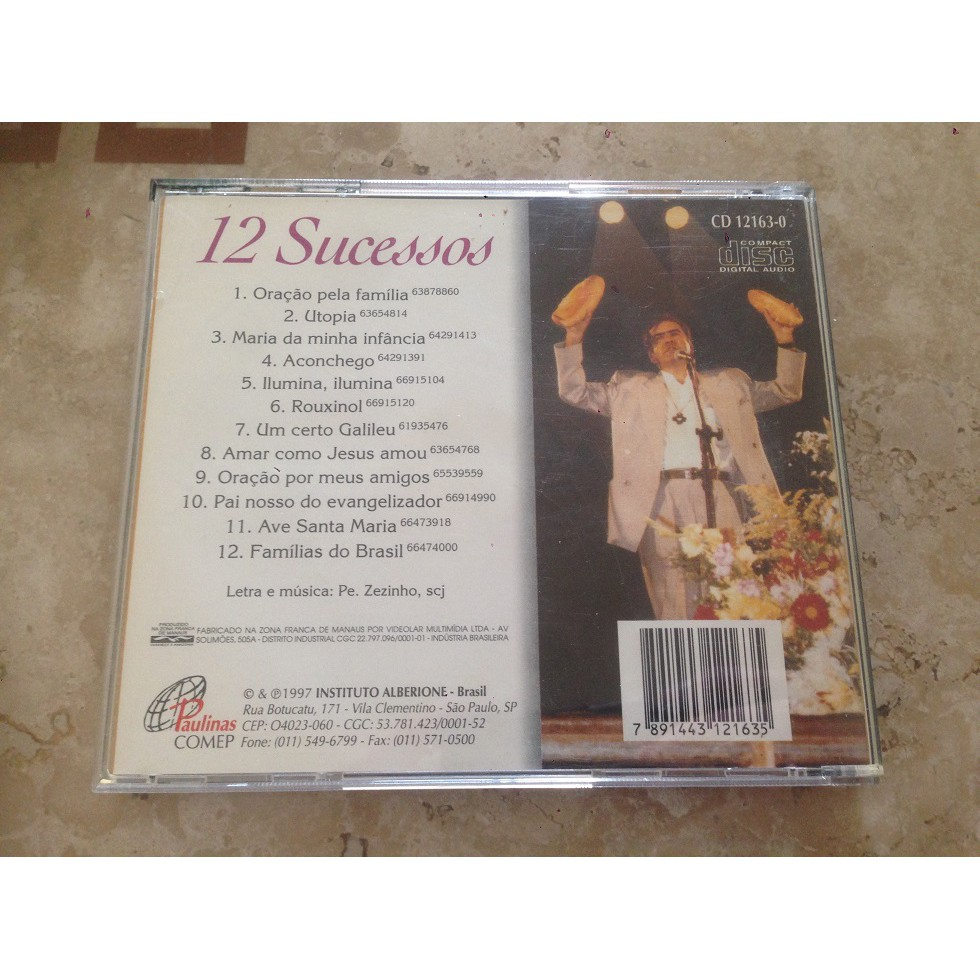 12 Sucessos
1. Oração pela família 63878860
2. Utopia 63654814
3. Maria da minha infância 64291413
4. Aconchego 64291391
5. Ilumina, ilumina 66915104
6. Rouxinol 66915120
7. Um certo Galileu 61935476
8. Amar como Jesus amou 63654768
9. Oração por meus amigos 65539559
10. Pai nosso do evangelizador 66914990
11. Ave Santa Maria 66473918
12. Famílias do Brasil 66474000
Letra e música: Pe. Zezinho, scj
PRODUZIDO
NA ZONA FRANCA
DE MANAUS
FABRICADO NA ZONA FRANCA DE MANAUS POR VIDEOLAR MULTIMÍDIA LTDA - AV
SOLIMÕES, 505A - DISTRITO INDUSTRIAL CGC 22.797.096/0001-01 - INDÚSTRIA BRASILEIRA
Paulinas
COMEP
© & ℗ 1997 INSTITUTO ALBERIONE - Brasil
Rua Botucatu, 171 - Vila Clementino - São Paulo, SP
CEP: O4023-060 - CGC: 53.781.423/0001-52
Fone: (011) 549-6799 - Fax: (011) 571-0500
CD 12163-0
COMPACT
disc
DIGITAL AUDIO
7 891443 121635